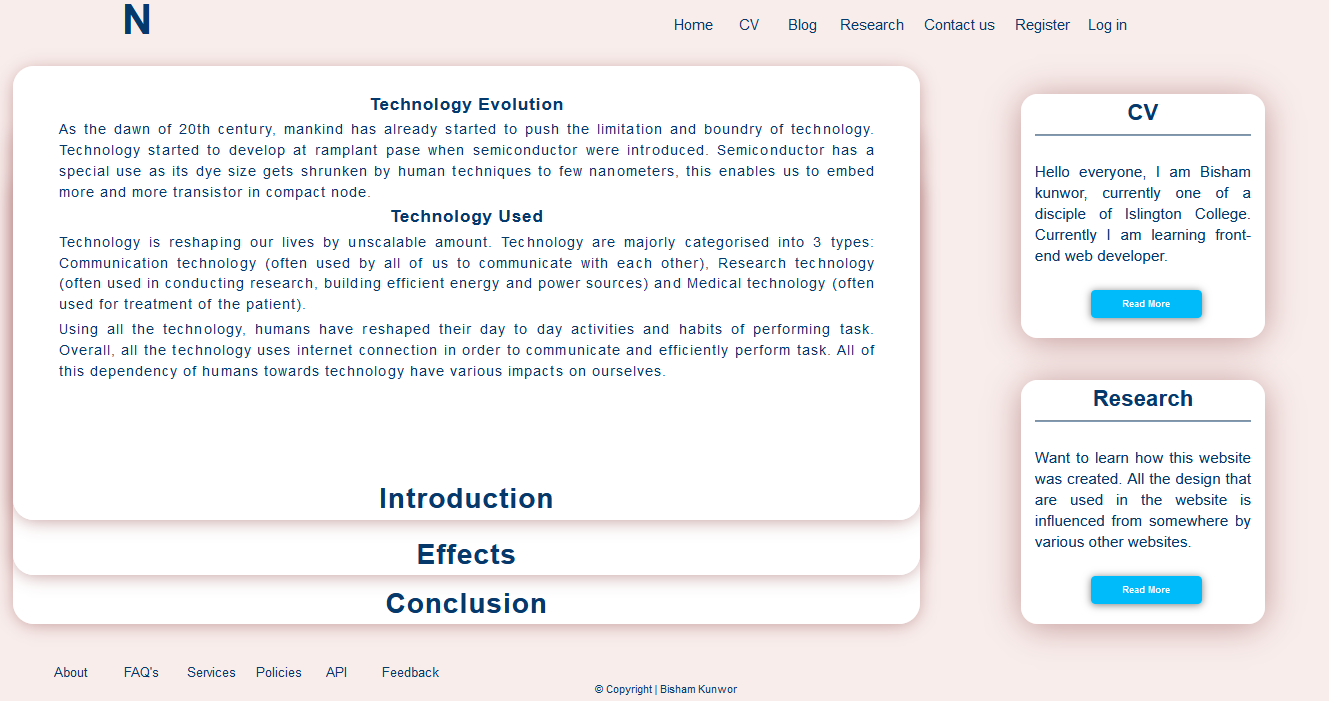 N
Home CV Blog Research Contact us Register Log in
Technology Evolution
As the dawn of 20th century, mankind has already started to push the limitation and boundry of technology.
Technology started to develop at ramplant pase when semiconductor were introduced. Semiconductor has a
special use as its dye size gets shrunken by human techniques to few nanometers, this enables us to embed
more and more transistor in compact node.
Technology Used
Technology is reshaping our lives by unscalable amount. Technology are majorly categorised into 3 types:
Communication technology (often used by all of us to communicate with each other), Research technology
(often used in conducting research, building efficient energy and power sources) and Medical technology (often
used for treatment of the patient).
Using all the technology, humans have reshaped their day to day activities and habits of performing task.
Overall, all the technology uses internet connection in order to communicate and efficiently perform task. All of
this dependency of humans towards technology have various impacts on ourselves.
Introduction
Effects
Conclusion
CV
Hello everyone, I am Bisham
kunwor, currently one of a
disciple of Islington College.
Currently I am learning front-
end web developer.
Read More
Research
Want to learn how this website
was created. All the design that
are used in the website is
influenced from somewhere by
various other websites.
Read More
About FAQ's Services Policies API Feedback
© Copyright | Bisham Kunwor